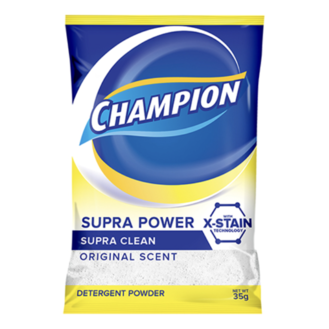 CHAMPION
SUPRA POWER
SUPRA CLEAN
ORIGINAL SCENT
WITH
X-STAIN
TECHNOLOGY
DETERGENT POWDER
NET WT
35g